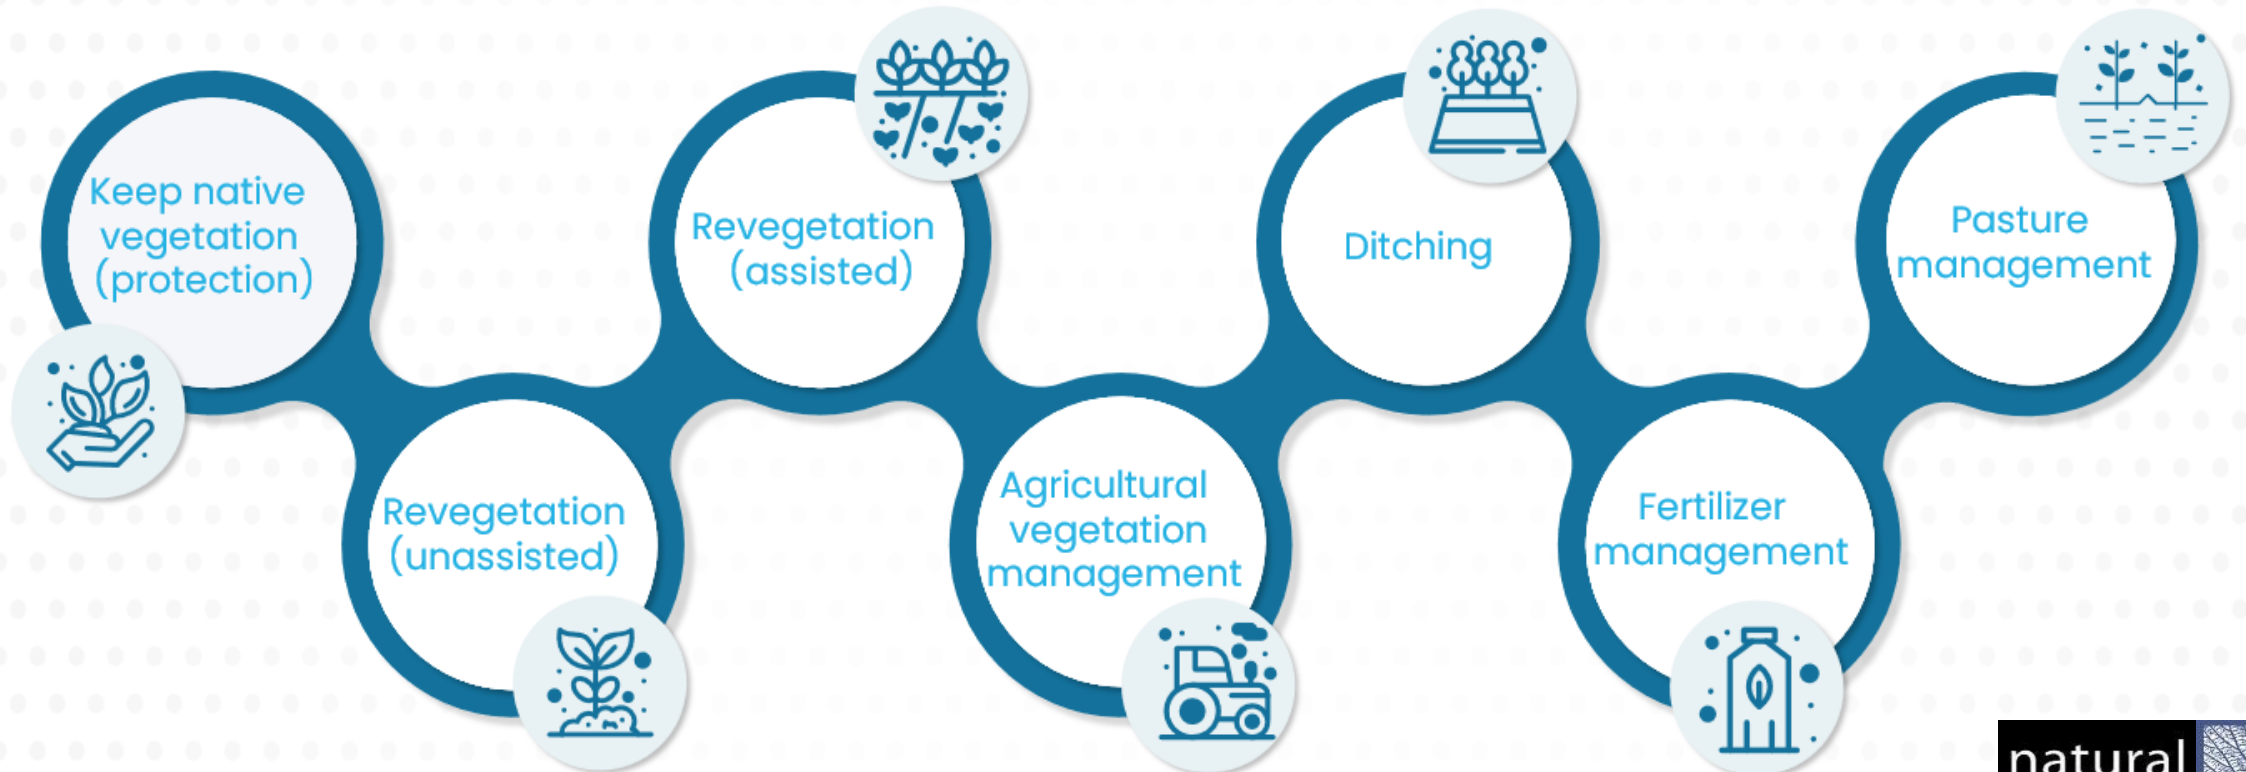 Keep native
vegetation
(protection)
Revegetation
(unassisted)
Revegetation
(assisted)
Agricultural
vegetation
management
Ditching
Fertilizer
management
Pasture
management
natural